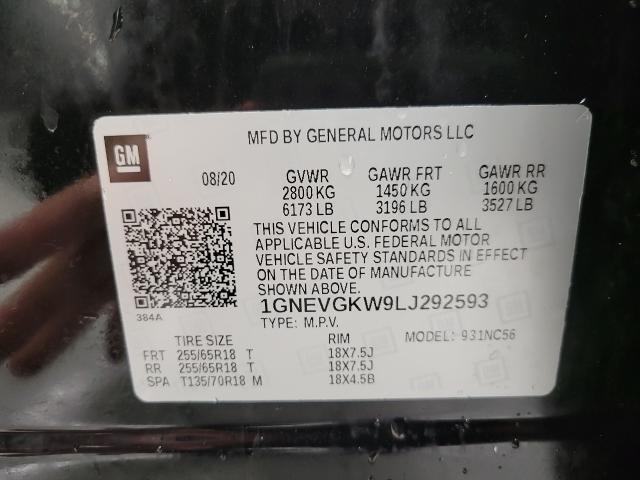 MFD BY GENERAL MOTORS LLC
GM
08/20 GVWR GAWR FRT GAWR RR
2800 KG 1450 KG 1600 KG
6173 LB 3196 LB 3527 LB
THIS VEHICLE CONFORMS TO ALL
APPLICABLE U.S. FEDERAL MOTOR
VEHICLE SAFETY STANDARDS IN EFFECT
ON THE DATE OF MANUFACTURE
SHOWN ABOVE.
384A
1GNEVGKW9LJ292593
TYPE: M.P.V. MODEL: 931NC56
TIRE SIZE RIM
FRT 255/65R18 T 18X7.5J
RR 255/65R18 T 18X7.5J
SPA T135/70R18 M 18X4.5B